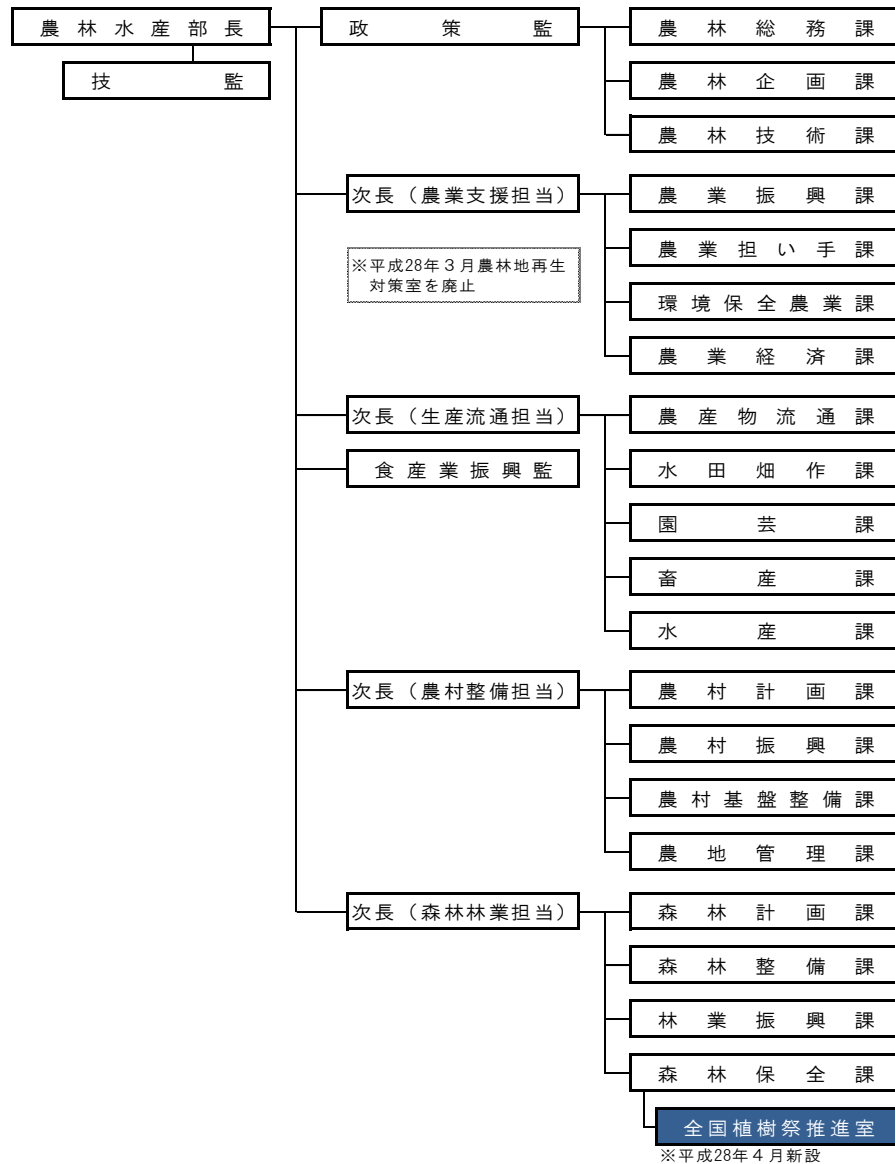 農林水産部長
技監
政策監
農林総務課
農林企画課
農林技術課
次長（農業支援担当）
※平成28年３月農林地再生
対策室を廃止
農業振興課
農業担い手課
環境保全農業課
農業経済課
次長（生産流通担当）
食産業振興監
農産物流通課
水田畑作課
園芸課
畜産課
水産課
次長（農村整備担当）
農村計画課
農村振興課
農村基盤整備課
農地管理課
次長（森林林業担当）
森林計画課
森林整備課
林業振興課
森林保全課
全国植樹祭推進室
※平成28年４月新設